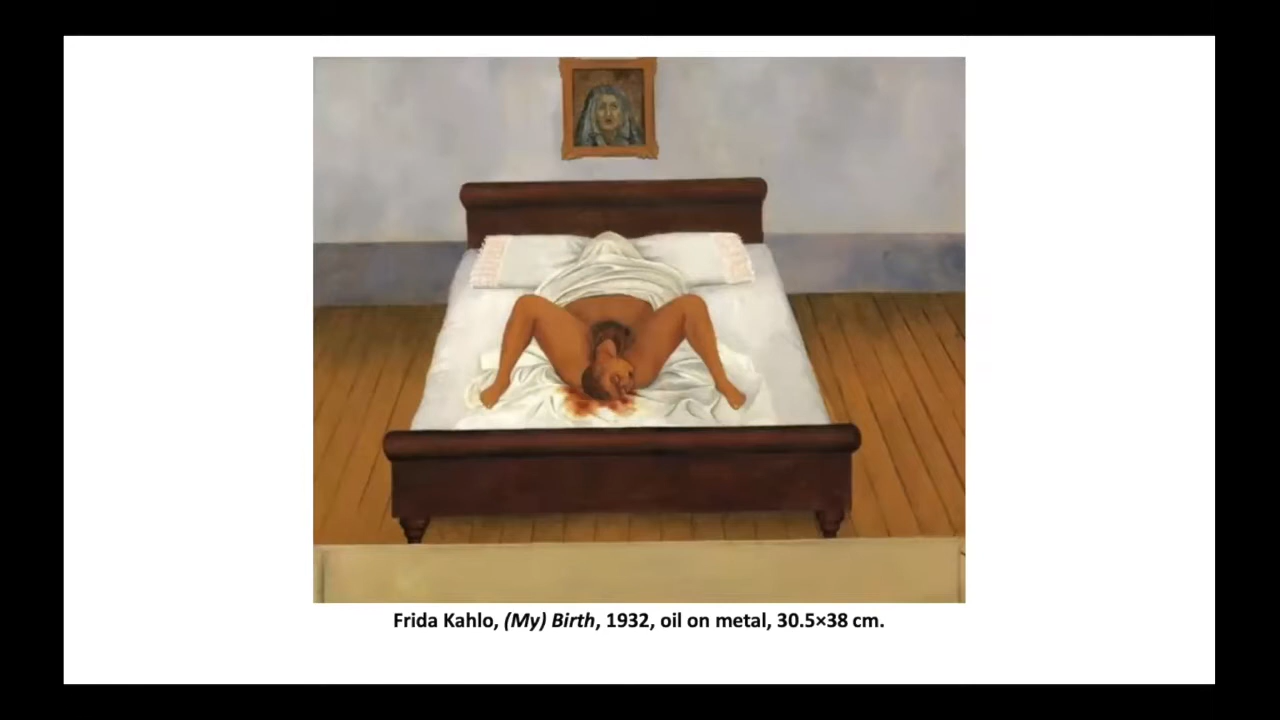 Frida Kahlo, (My) Birth, 1932, oil on metal, 30.5×38 cm.